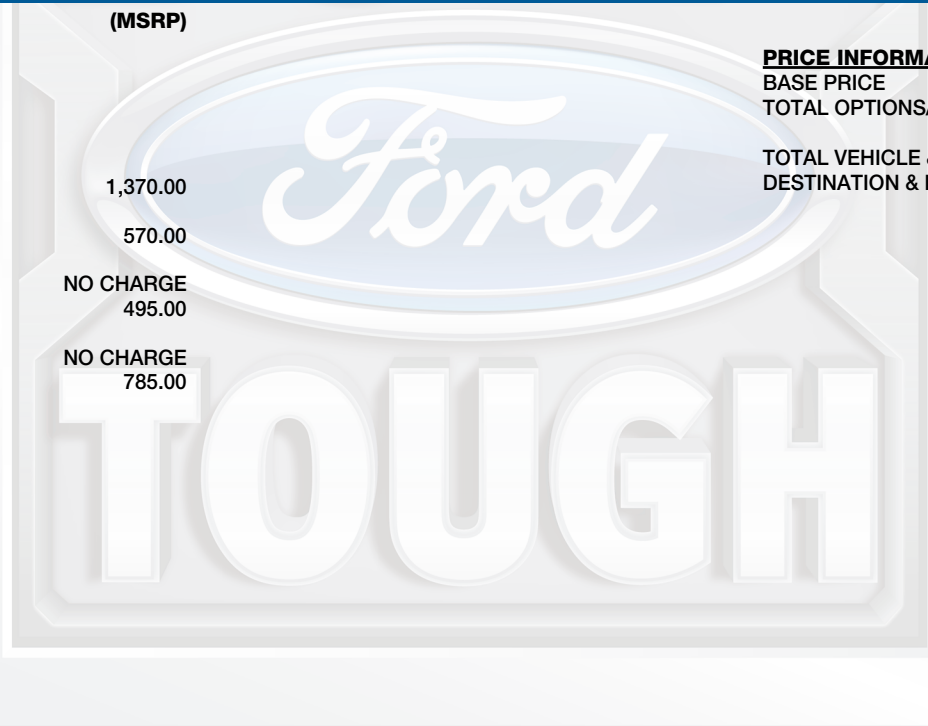 (MSRP)
1,370.00
570.00
NO CHARGE
495.00
NO CHARGE
785.00
PRICE INFORMA
BASE PRICE
TOTAL OPTIONS/
TOTAL VEHICLE &
DESTINATION &
Ford
TOUGH